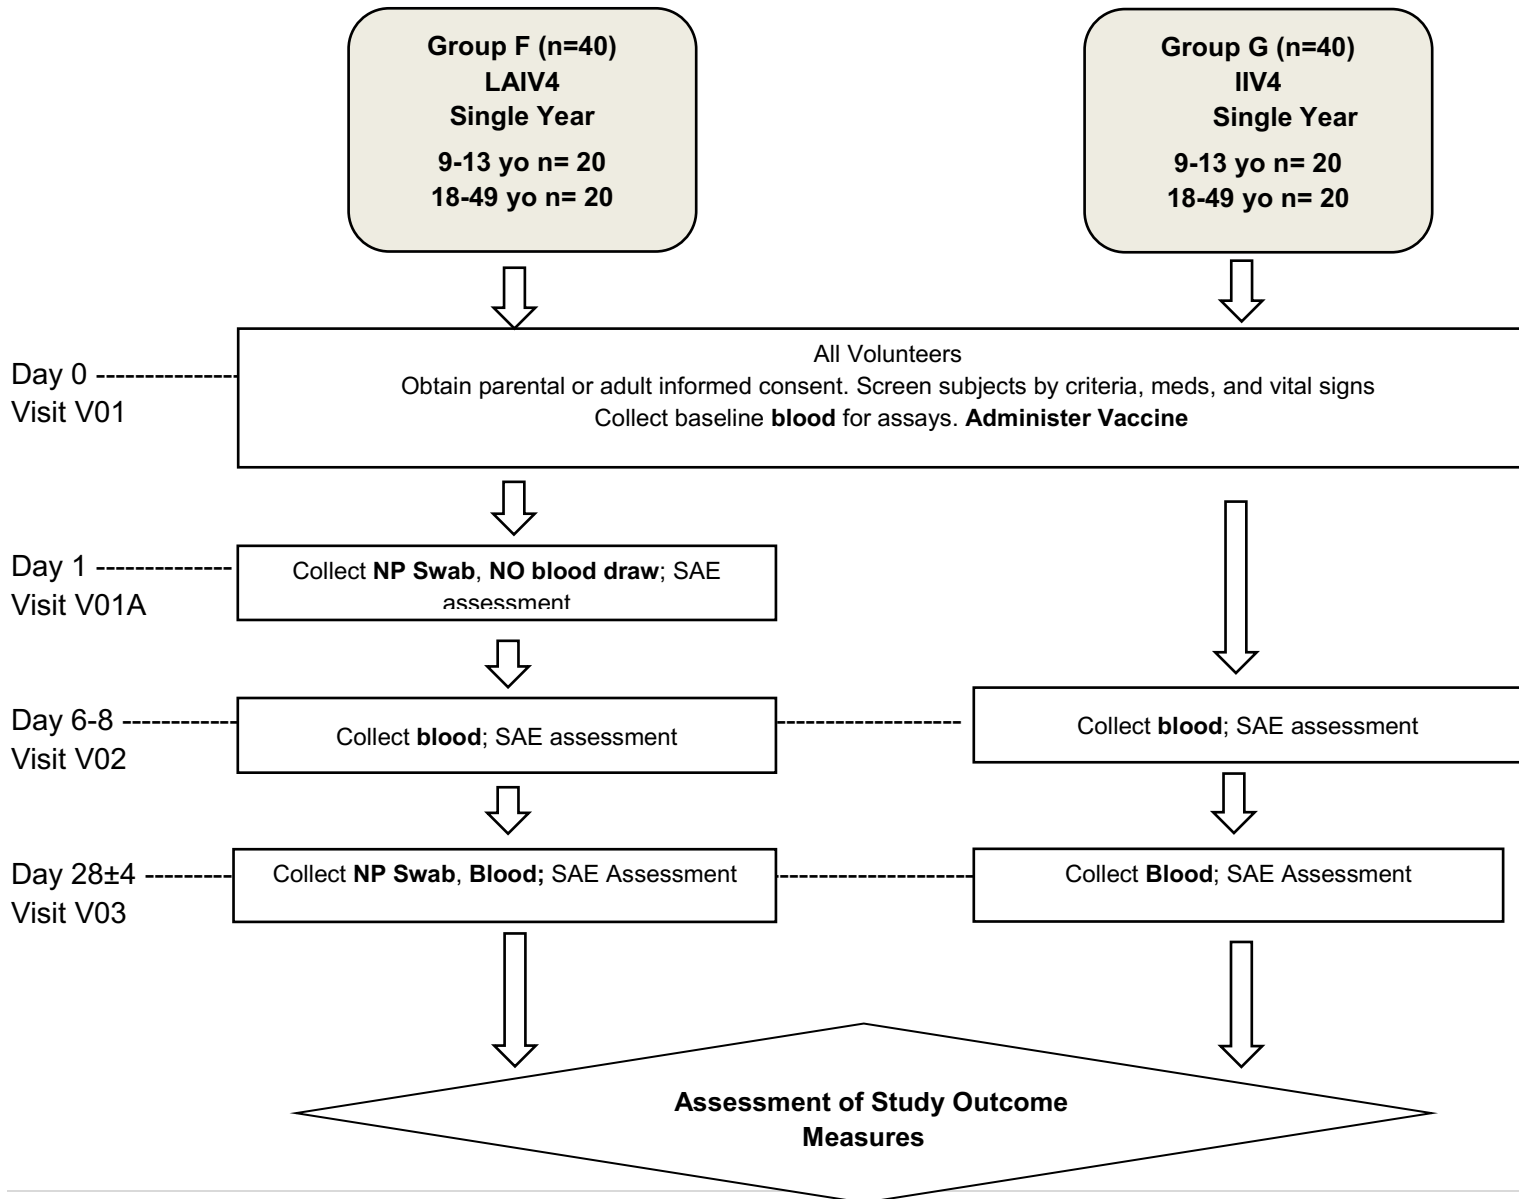 Group F (n=40)
LAIV4
Single Year
9-13 yo n= 20
18-49 yo n= 20
Group G (n=40)
IIV4
Single Year
9-13 yo n= 20
18-49 yo n= 20
Day 0 ---------------
Visit V01
All Volunteers
Obtain parental or adult informed consent. Screen subjects by criteria, meds, and vital signs
Collect baseline blood for assays. Administer Vaccine
Day 1 --------------
Visit V01A
Collect NP Swab, NO blood draw; SAE
assessment
Day 6-8 ------------
Visit V02
Collect blood; SAE assessment
Collect blood; SAE assessment
Day 28±4 ---------
Visit V03
Collect NP Swab, Blood; SAE Assessment
Collect Blood; SAE Assessment
Assessment of Study Outcome
Measures